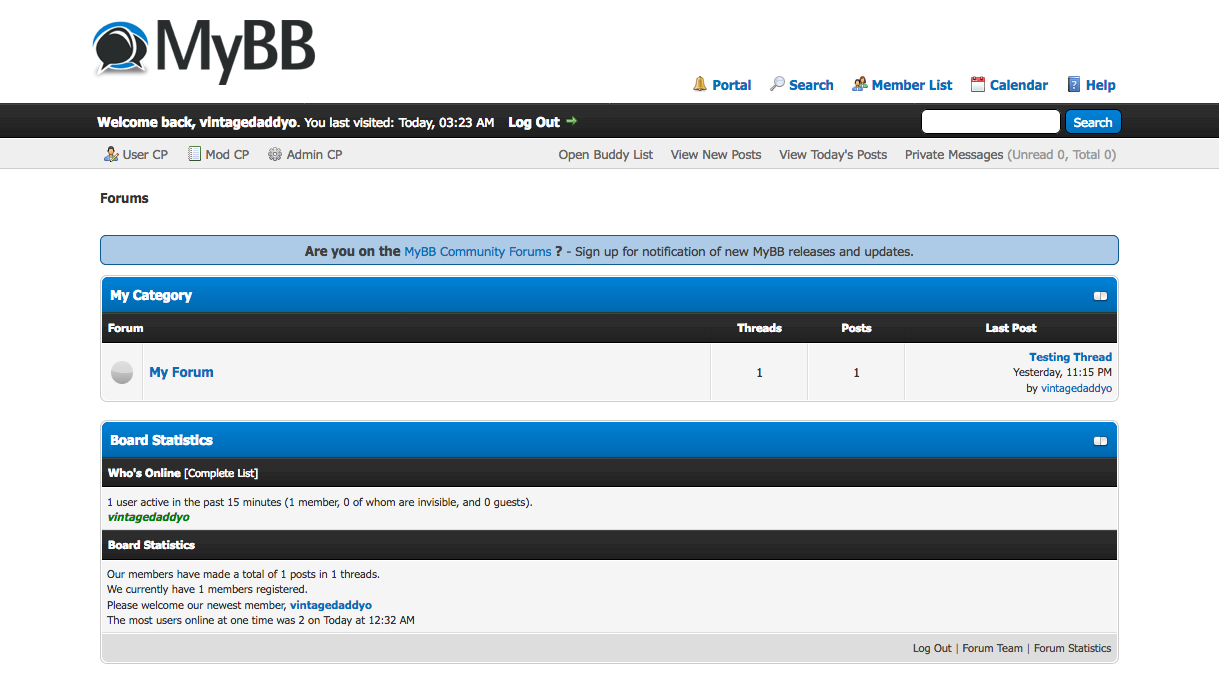 MyBB
Portal Search Member List Calendar Help
Welcome back, vintagedaddyo. You last visited: Today, 03:23 AM Log Out Search
User CP Mod CP Admin CP Open Buddy List View New Posts View Today's Posts Private Messages (Unread 0, Total 0)
Forums
Are you on the MyBB Community Forums ? - Sign up for notification of new MyBB releases and updates.
My Category
Forum Threads Posts Last Post
My Forum 1 1 Testing Thread
Yesterday, 11:15 PM
by vintagedaddyo
Board Statistics
Who's Online [Complete List]
1 user active in the past 15 minutes (1 member, 0 of whom are invisible, and 0 guests).
vintagedaddyo
Board Statistics
Our members have made a total of 1 posts in 1 threads.
We currently have 1 members registered.
Please welcome our newest member, vintagedaddyo
The most users online at one time was 2 on Today at 12:32 AM
Log Out | Forum Team | Forum Statistics